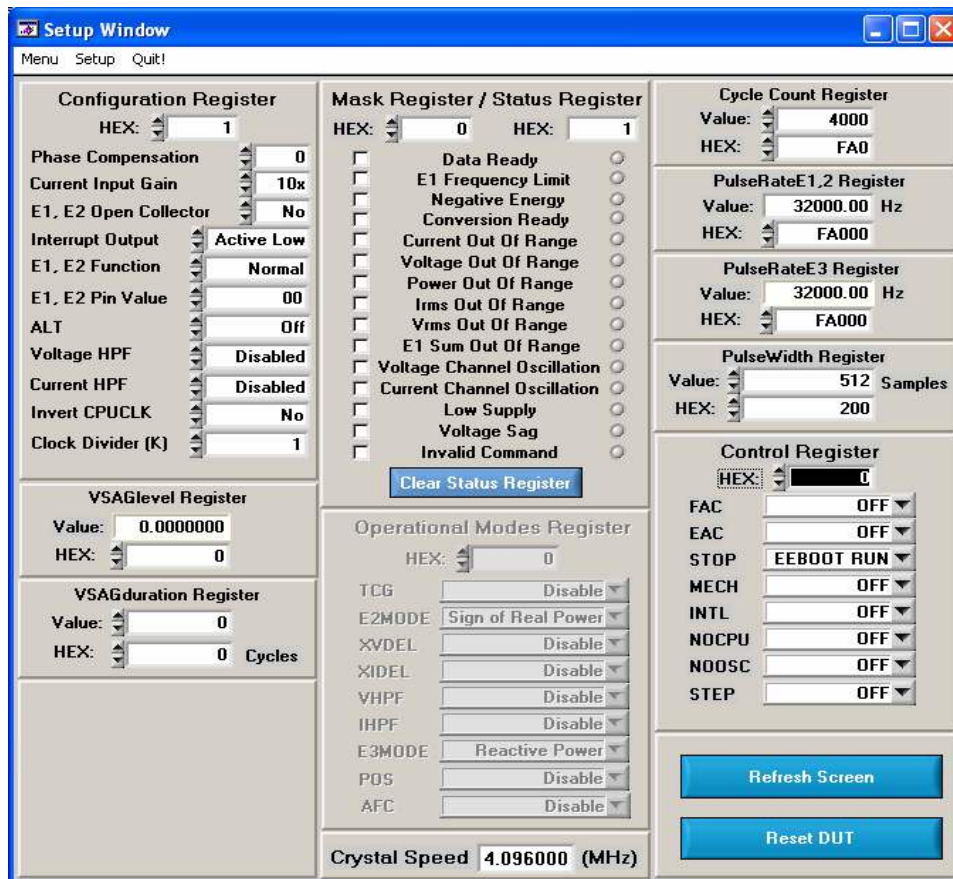 Setup Window
Menu Setup Quit!
Configuration Register
HEX: 1
Phase Compensation 0
Current Input Gain 10x
E1, E2 Open Collector No
Interrupt Output Active Low
E1, E2 Function Normal
E1, E2 Pin Value 00
ALT Off
Voltage HPF Disabled
Current HPF Disabled
Invert CPUCLK No
Clock Divider (K) 1
VSAGlevel Register
Value: 0.0000000
HEX: 0
VSAGduration Register
Value: 0
HEX: 0 Cycles
Mask Register / Status Register
HEX: 0 HEX: 1
Data Ready
E1 Frequency Limit
Negative Energy
Conversion Ready
Current Out Of Range
Voltage Out Of Range
Power Out Of Range
Irms Out Of Range
Vrms Out Of Range
E1 Sum Out Of Range
Voltage Channel Oscillation
Current Channel Oscillation
Low Supply
Voltage Sag
Invalid Command
Clear Status Register
Operational Modes Register
HEX: 0
TCG Disable
E2MODE Sign of Real Power
XVDEL Disable
XIDEL Disable
VHPF Disable
IHPF Disable
E3MODE Reactive Power
POS Disable
AFC Disable
Crystal Speed 4.096000 (MHz)
Cycle Count Register
Value: 4000
HEX: FA0
PulseRateE1,2 Register
Value: 32000.00 Hz
HEX: FA000
PulseRateE3 Register
Value: 32000.00 Hz
HEX: FA000
PulseWidth Register
Value: 512 Samples
HEX: 200
Control Register
HEX: 0
FAC OFF
EAC OFF
STOP EEBOOT RUN
MECH OFF
INTL OFF
NOCPU OFF
NOOSC OFF
STEP OFF
Refresh Screen
Reset DUT